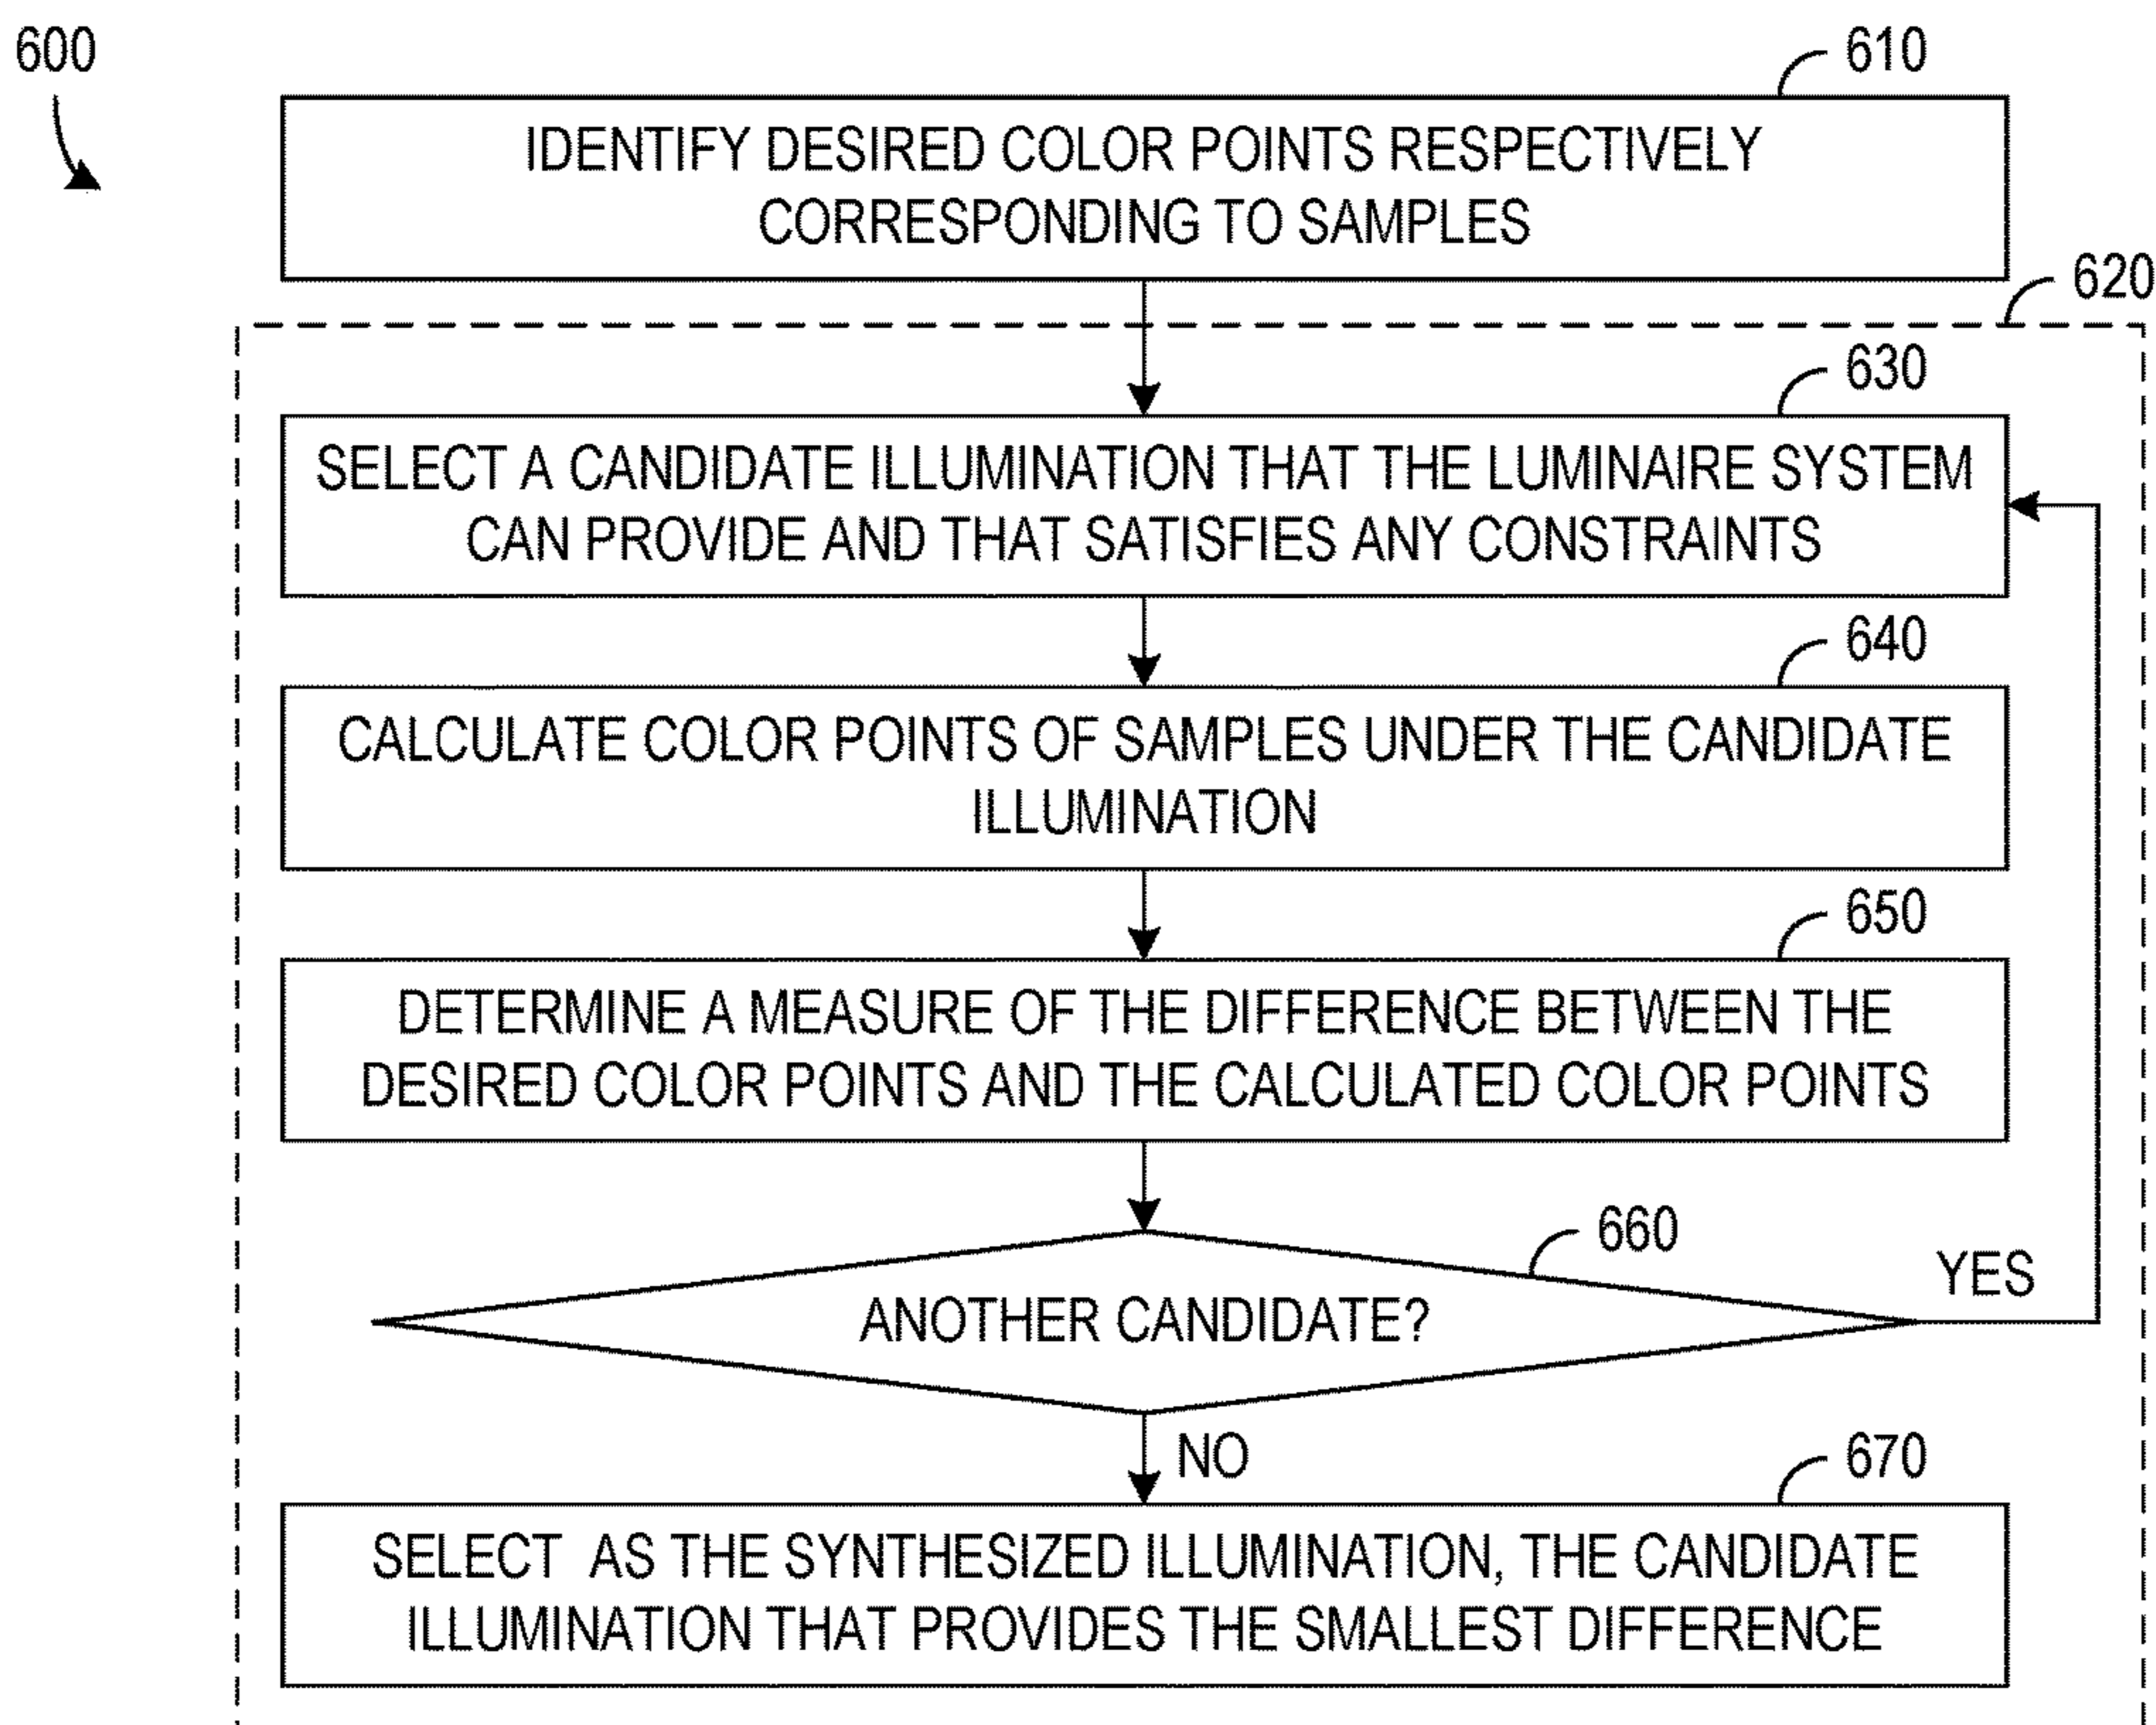 600
610
IDENTIFY DESIRED COLOR POINTS RESPECTIVELY
CORRESPONDING TO SAMPLES
620
630
SELECT A CANDIDATE ILLUMINATION THAT THE LUMINAIRE SYSTEM
CAN PROVIDE AND THAT SATISFIES ANY CONSTRAINTS
640
CALCULATE COLOR POINTS OF SAMPLES UNDER THE CANDIDATE
ILLUMINATION
650
DETERMINE A MEASURE OF THE DIFFERENCE BETWEEN THE
DESIRED COLOR POINTS AND THE CALCULATED COLOR POINTS
660
YES
ANOTHER CANDIDATE?
NO
670
SELECT AS THE SYNTHESIZED ILLUMINATION, THE CANDIDATE
ILLUMINATION THAT PROVIDES THE SMALLEST DIFFERENCE